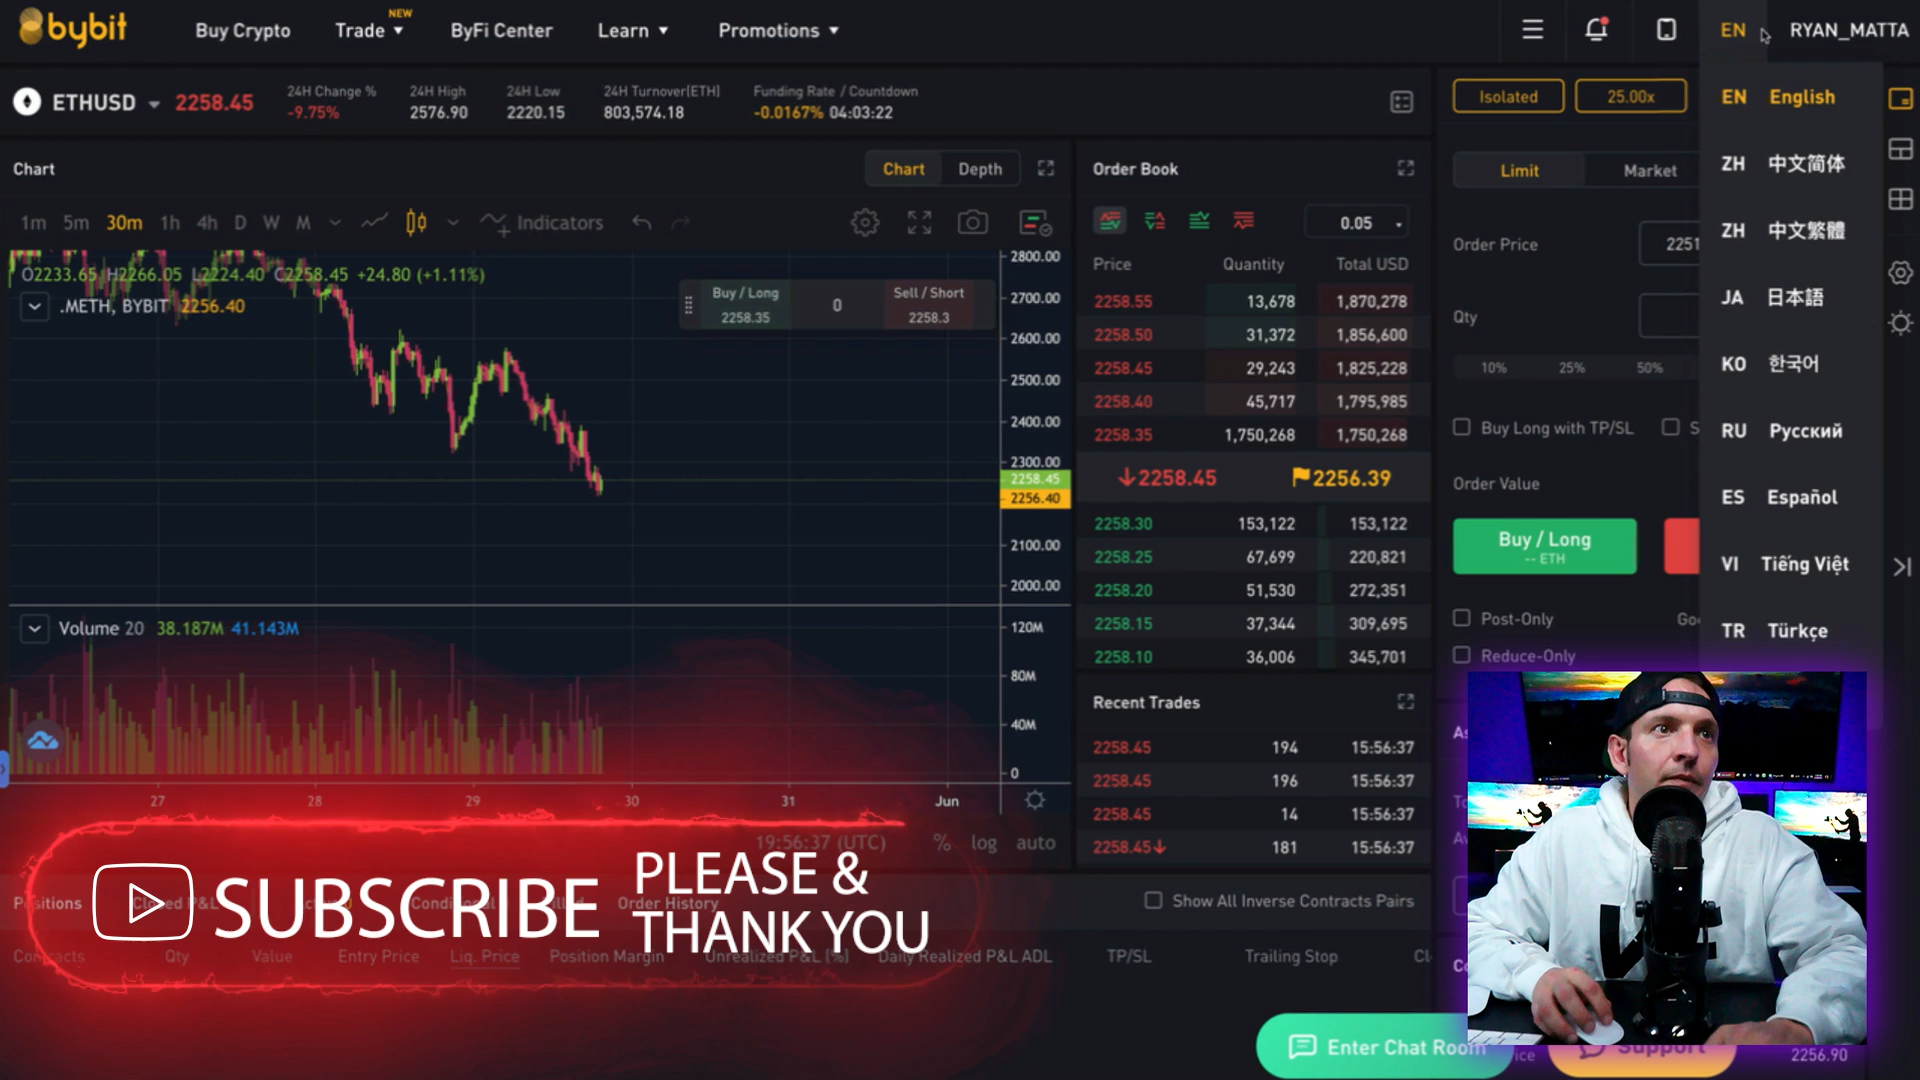 bybit
Buy Crypto
Trade
NEW
ByFi Center
Learn
Promotions
EN
RYAN_MATTA
ETHUSD
2258.45
24H Change %
-9.75%
24H High
2576.90
24H Low
2220.15
24H Turnover(ETH)
803,574.18
Funding Rate / Countdown
-0.0167% 04:03:22
Isolated
25.00x
EN English
ZH 中文简体
ZH 中文繁體
JA 日本語
KO 한국어
RU Русский
ES Español
VI Tiếng Việt
TR Türkçe
Chart
Chart
Depth
1m 5m 30m 1h 4h D W M
Indicators
O2233.65 H2266.05 L2224.40 C2258.45 +24.80 (+1.11%)
.METH, BYBIT 2256.40
Buy / Long
2258.35
0
Sell / Short
2258.3
2800.00
2700.00
2600.00
2500.00
2400.00
2300.00
2258.45
2256.40
2100.00
2000.00
Volume 20 38.187M 41.143M
120M
80M
40M
0
27 28 29 30 31 Jun
19:56:37 (UTC)
% log auto
Order Book
0.05
Price Quantity Total USD
2258.55 13,678 1,870,278
2258.50 31,372 1,856,600
2258.45 29,243 1,825,228
2258.40 45,717 1,795,985
2258.35 1,750,268 1,750,268
2258.45 2256.39
2258.30 153,122 153,122
2258.25 67,699 220,821
2258.20 51,530 272,351
2258.15 37,344 309,695
2258.10 36,006 345,701
Recent Trades
2258.45 194 15:56:37
2258.45 196 15:56:37
2258.45 14 15:56:37
2258.45 181 15:56:37
Limit
Market
Order Price
2251
Qty
10% 25% 50%
Buy Long with TP/SL
S
Order Value
Buy / Long
-- ETH
Post-Only
Reduce-Only
Positions
Closed P&L
Order History
Show All Inverse Contracts Pairs
Contracts Qty Value Entry Price Liq. Price Position Margin Unrealized P&L (%) Daily Realized P&L ADL TP/SL Trailing Stop
SUBSCRIBE
PLEASE &
THANK YOU
Enter Chat Room
Support
2256.90